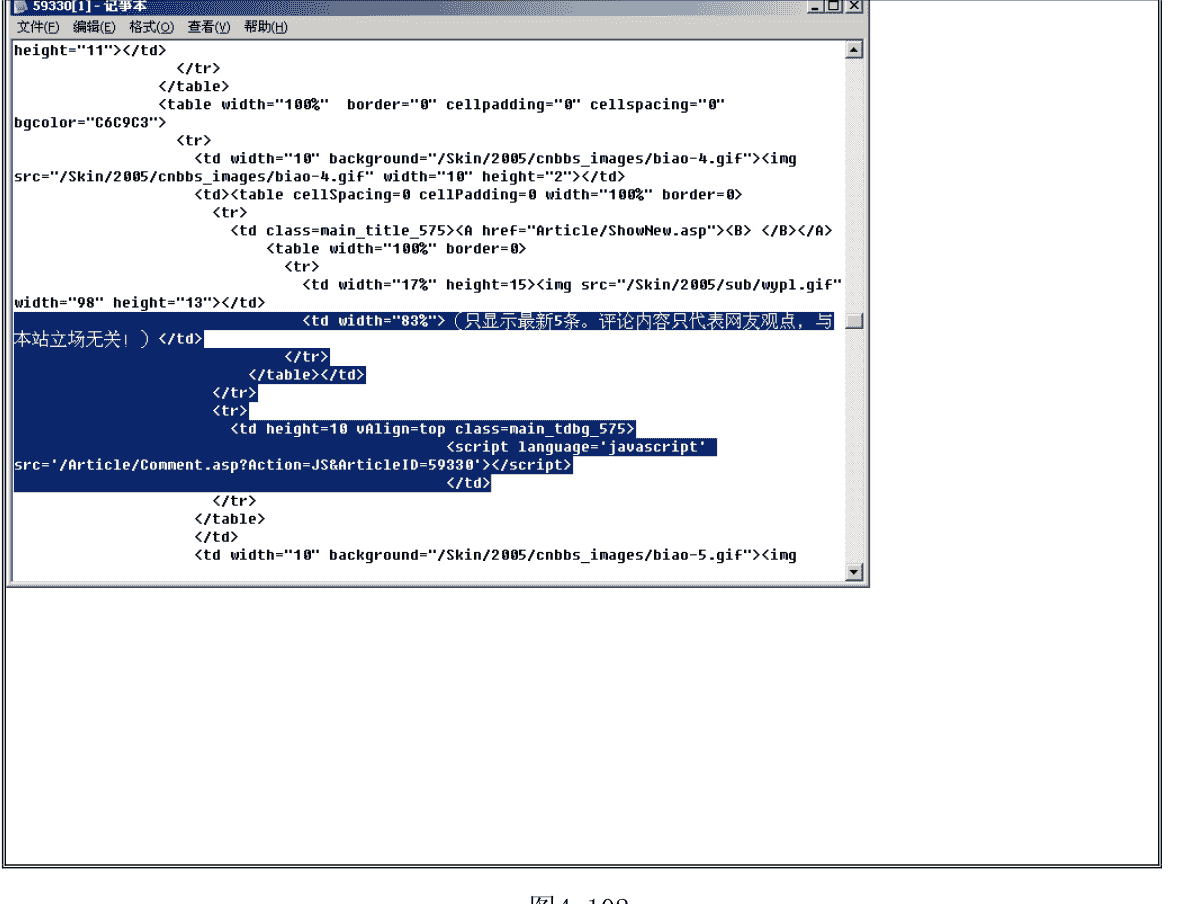 59330[1] - 记事本
文件(F) 编辑(E) 格式(O) 查看(V) 帮助(H)
height="11"></td>
</tr>
</table>
<table width="100%"  border="0" cellpadding="0" cellspacing="0"
bgcolor="C6C9C3">
<tr>
<td width="10" background="/Skin/2005/cnbbs_images/biao-4.gif"><img
src="/Skin/2005/cnbbs_images/biao-4.gif" width="10" height="2"></td>
<td><table cellSpacing=0 cellPadding=0 width="100%" border=0>
<tr>
<td class=main_title_575><A href="Article/ShowNew.asp"><B> </B></A>
<table width="100%" border=0>
<tr>
<td width="17%" height=15><img src="/Skin/2005/sub/wypl.gif"
width="98" height="13"></td>
<td width="83%">（只显示最新5条。评论内容只代表网友观点，与
本站立场无关！）</td>
</tr>
</table></td>
</tr>
<tr>
<td height=10 vAlign=top class=main_tdbg_575>
<script language='javascript'
src='/Article/Comment.asp?Action=JS&ArticleID=59330'></script>
</td>
</tr>
</table>
</td>
<td width="10" background="/Skin/2005/cnbbs_images/biao-5.gif"><img
图4-108